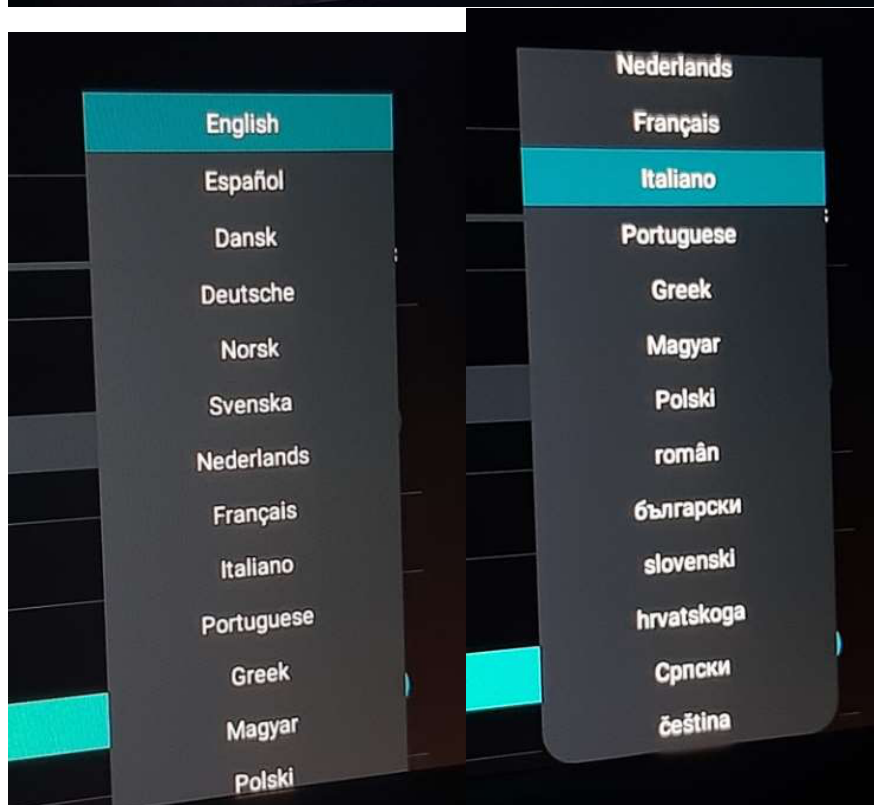 English
Español
Dansk
Deutsche
Norsk
Svenska
Nederlands
Français
Italiano
Portuguese
Greek
Magyar
Polski
Nederlands
Français
Italiano
Portuguese
Greek
Magyar
Polski
român
български
slovenski
hrvatskoga
Српски
čeština